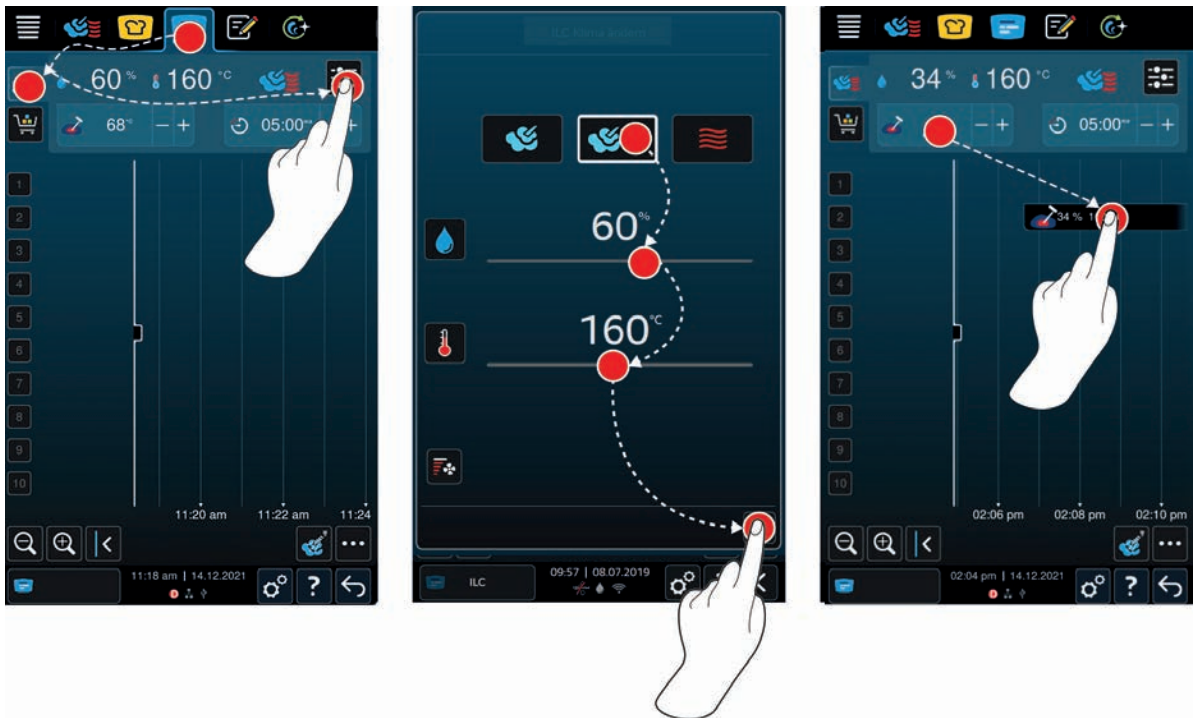 60 % 160 °C
68 °C − + 05:00 m:s +
1
2
3
4
5
6
7
8
9
10
11:20 am 11:22 am 11:24
11:18 am | 14.12.2021
?
ILC Klima ändern
60 %
160 °C
ILC
09:57 | 08.07.2019
34 % 160 °C
− + 05:00 − +
1
2
34 %
3
4
5
6
7
8
9
10
02:06 pm 02:08 pm 02:10 pm
02:04 pm | 14.12.2021
?